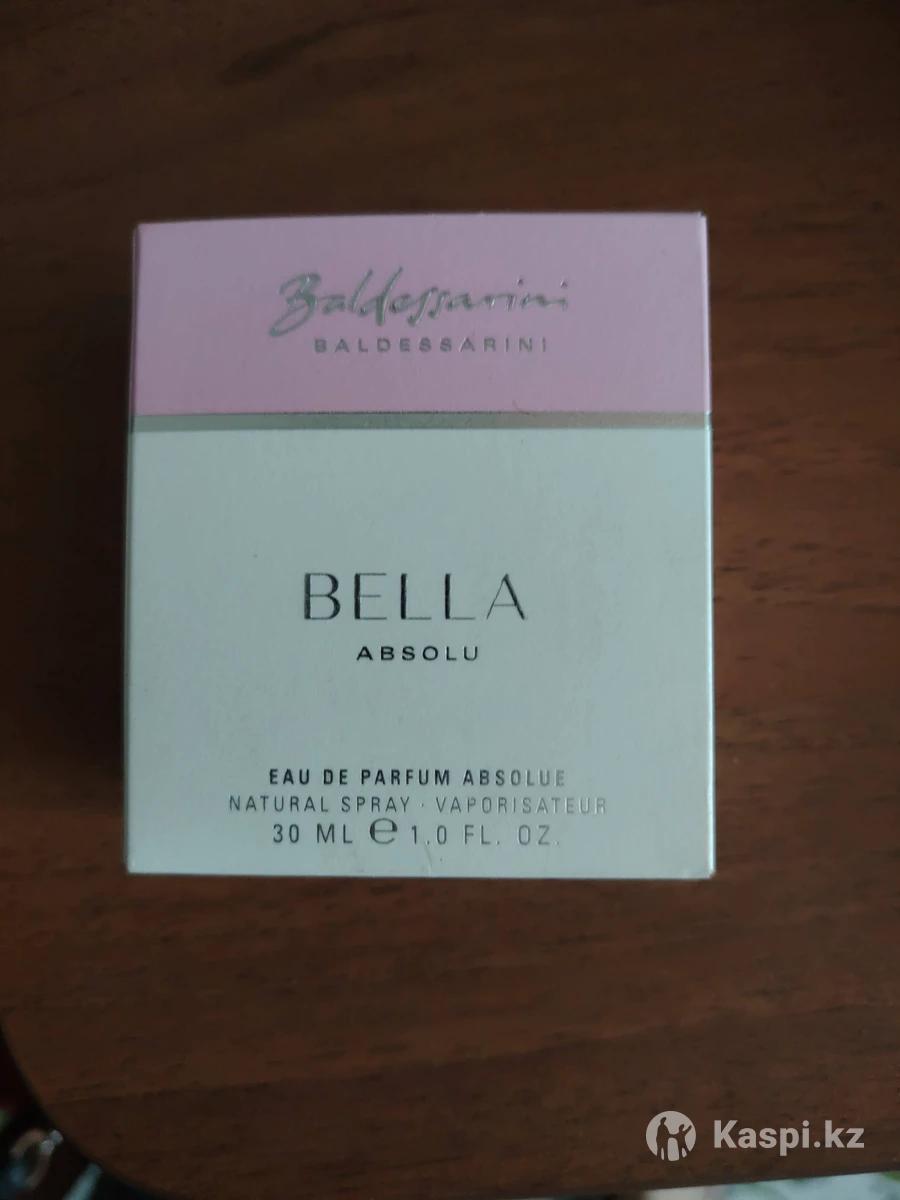 Baldessarini
BALDESSARINI
BELLA
ABSOLU
EAU DE PARFUM ABSOLUE
NATURAL SPRAY · VAPORISATEUR
30 ML ℮ 1.0 FL. OZ.
Kaspi.kz